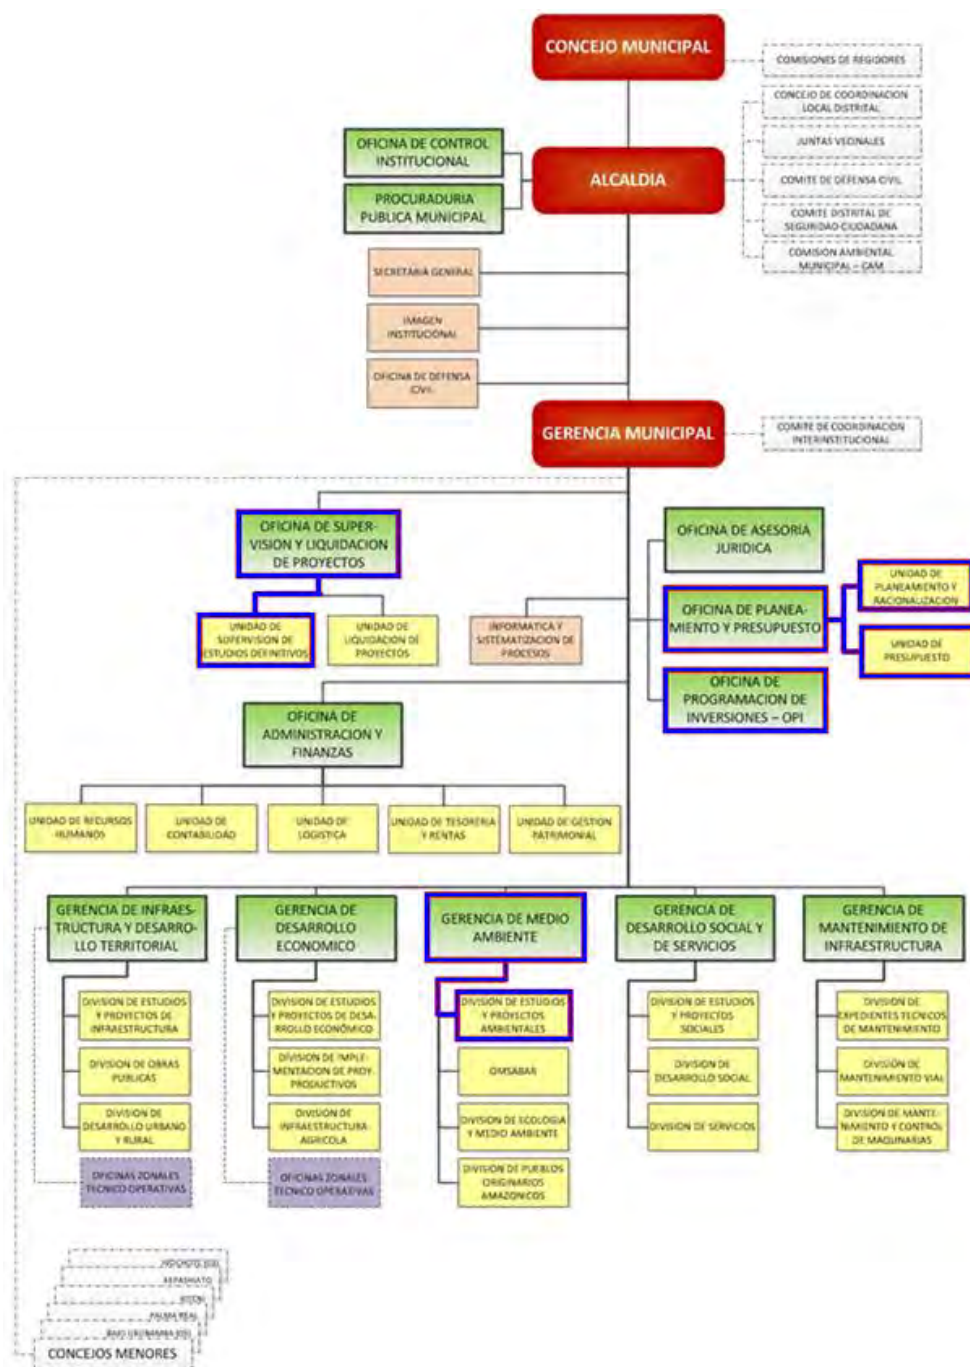 CONCEJO MUNICIPAL
COMISIONES DE REGIDORES
CONCEJO DE COORDINACION
LOCAL DISTRITAL
JUNTAS VECINALES
COMITE DE DEFENSA CIVIL
COMITE DISTRITAL DE
SEGURIDAD CIUDADANA
COMISION AMBIENTAL
MUNICIPAL – CAM
OFICINA DE CONTROL
INSTITUCIONAL
ALCALDIA
PROCURADURIA
PUBLICA MUNICIPAL
SECRETARIA GENERAL
IMAGEN
INSTITUCIONAL
OFICINA DE DEFENSA
CIVIL
GERENCIA MUNICIPAL
COMITE DE COORDINACION
INTERINSTITUCIONAL
OFICINA DE SUPER-
VISION Y LIQUIDACION
DE PROYECTOS
OFICINA DE ASESORÍA
JURIDICA
UNIDAD DE
PLANEAMIENTO Y
RACIONALIZACION
OFICINA DE PLANEA-
MIENTO Y PRESUPUESTO
UNIDAD DE
PRESUPUESTO
UNIDAD DE
SUPERVISION DE
ESTUDIOS DEFINITIVOS
UNIDAD DE
LIQUIDACION DE
PROYECTOS
INFORMATICA Y
SISTEMATIZACION DE
PROCESOS
OFICINA DE
PROGRAMACION DE
INVERSIONES – OPI
OFICINA DE
ADMINISTRACION Y
FINANZAS
UNIDAD DE RECURSOS
HUMANOS
UNIDAD DE
CONTABILIDAD
UNIDAD DE
LOGISTICA
UNIDAD DE TESORERIA
Y RENTAS
UNIDAD DE GESTION
PATRIMONIAL
GERENCIA DE INFRAES-
TRUCTURA Y DESARRO-
LLO TERRITORIAL
GERENCIA DE
DESARROLLO
ECONOMICO
GERENCIA DE MEDIO
AMBIENTE
GERENCIA DE
DESARROLLO SOCIAL Y
DE SERVICIOS
GERENCIA DE
MANTENIMIENTO DE
INFRAESTRUCTURA
DIVISION DE ESTUDIOS
Y PROYECTOS DE
INFRAESTRUCTURA
DIVISION DE OBRAS
PUBLICAS
DIVISION DE
DESARROLLO URBANO
Y RURAL
OFICINAS ZONALES
TECNICO OPERATIVAS
DIVISION DE ESTUDIOS
Y PROYECTOS DE DESA-
RROLLO ECONÓMICO
DIVISION DE IMPLE-
MENTACION DE PROY.
PRODUCTIVOS
DIVISION DE
INFRAESTRUCTURA
AGRICOLA
OFICINAS ZONALES
TECNICO OPERATIVAS
DIVISIÓN DE ESTUDIOS
Y PROYECTOS
AMBIENTALES
OMSABAR
DIVISION DE ECOLOGIA
Y MEDIO AMBIENTE
DIVISION DE PUEBLOS
ORIGINARIOS
AMAZONICOS
DIVISION DE ESTUDIOS
Y PROYECTOS
SOCIALES
DIVISION DE
DESARROLLO SOCIAL
DIVISION DE SERVICIOS
DIVISION DE
EXPEDIENTES TECNICOS
DE MANTENIMIENTO
DIVISIÓN DE
MANTENIMIENTO VIAL
DIVISION DE MANTE-
NIMIENTO Y CONTROL
DE MAQUINARIAS
KEPASHIATO
PALMA REAL
CONCEJOS MENORES